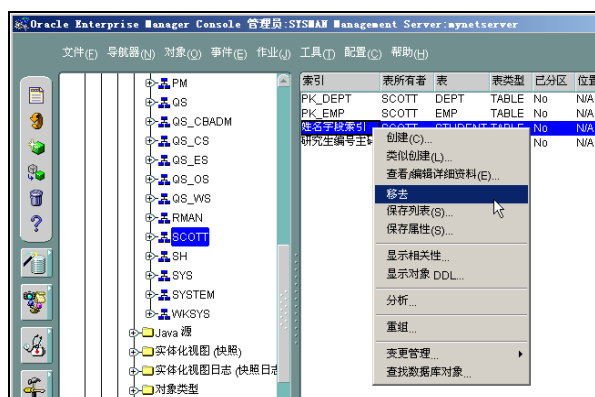 Oracle Enterprise Manager Console 管理员:SYSMAN Management Server:mynetserver
文件(F) 导航器(N) 对象(O) 事件(E) 作业(J) 工具(T) 配置(C) 帮助(H)
PM
QS
QS_CBADM
QS_CS
QS_ES
QS_OS
QS_WS
RMAN
SCOTT
SH
SYS
SYSTEM
WKSYS
Java 源
实体化视图 (快照)
实体化视图日志 (快照日志
对象类型
索引 表所有者 表 表类型 已分区 位置
PK_DEPT SCOTT DEPT TABLE No N/A
PK_EMP SCOTT EMP TABLE No N/A
姓名字段索引 SCOTT STUDENT TABLE No N/A
研究生编号主 No N/A
创建(C)...
类似创建(L)...
查看/编辑详细资料(E)...
移去
保存列表(S)...
保存属性(S)...
显示相关性...
显示对象 DDL...
分析...
重组...
变更管理
查找数据库对象...